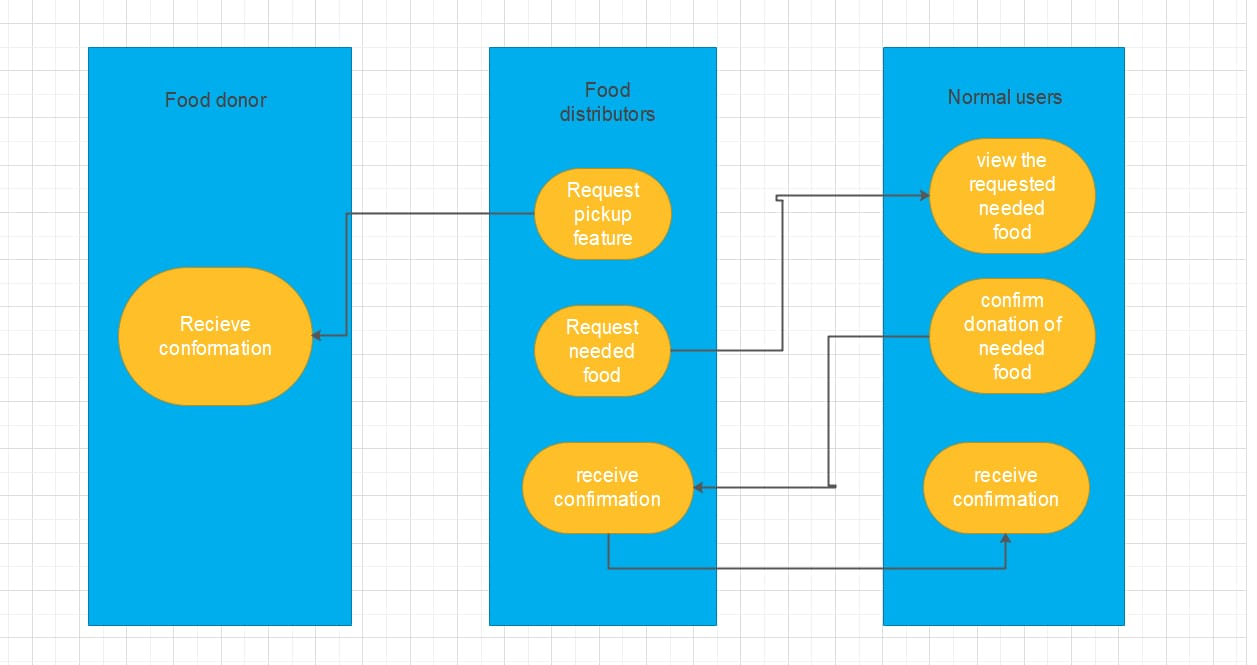 Food donor
Recieve
conformation
Food
distributors
Request
pickup
feature
Request
needed
food
receive
confirmation
Normal users
view the
requested
needed
food
confirm
donation of
needed
food
receive
confirmation